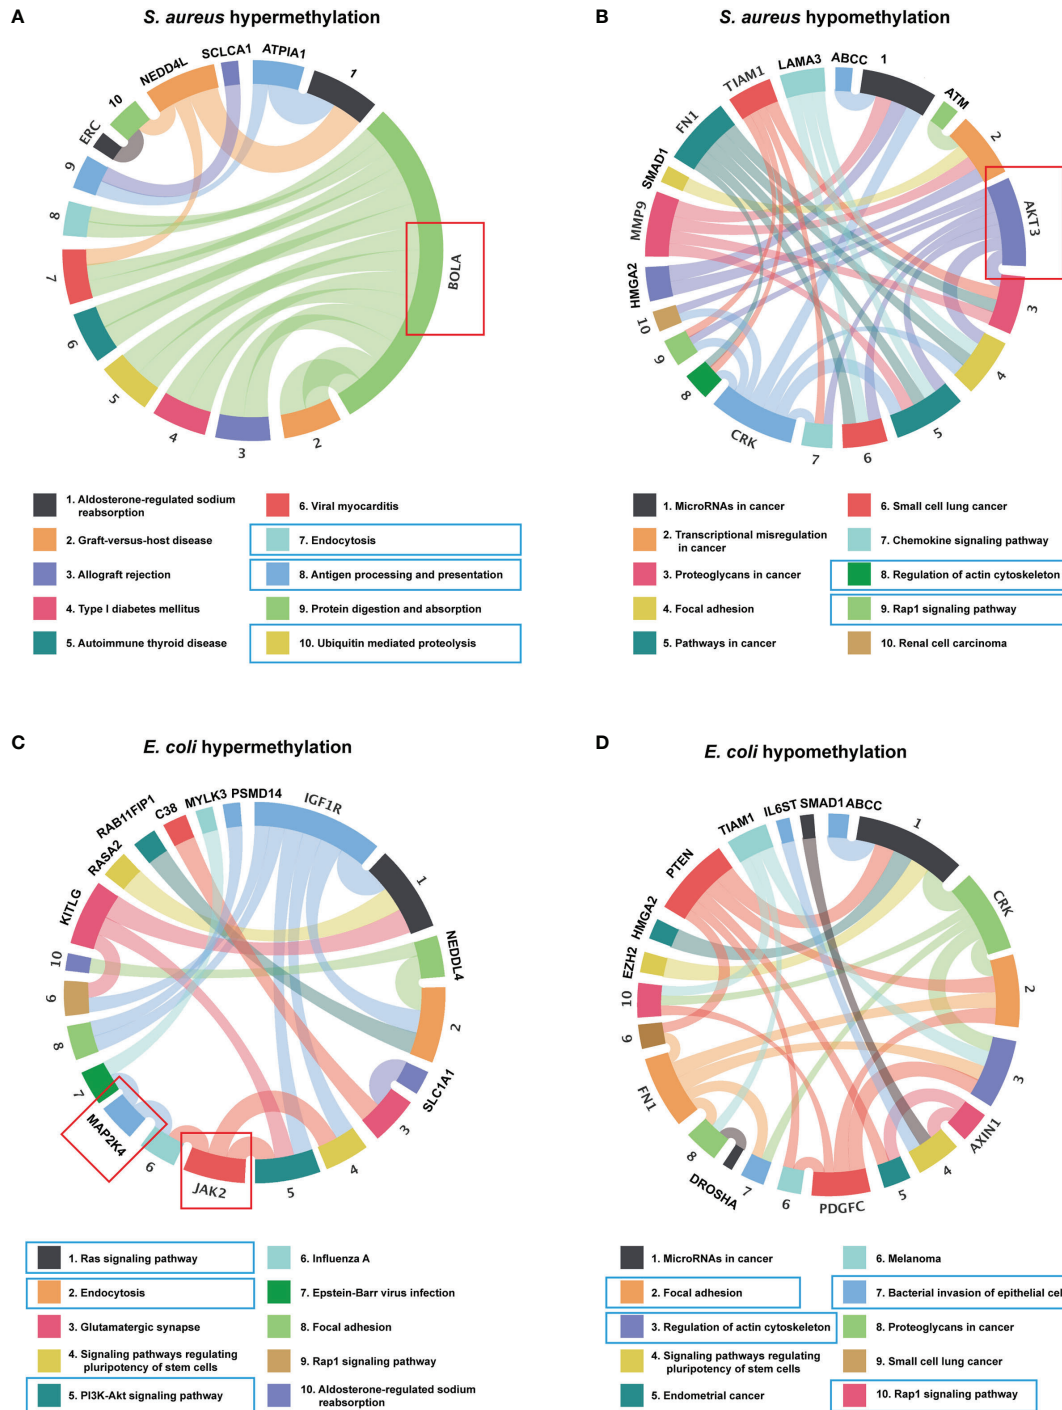 A
S. aureus hypermethylation
SCLCA1
ATPIA1
NEDD4L
1
10
ERC
9
8
7
6
5
4
3
2
BOLA
1. Aldosterone-regulated sodium
reabsorption
2. Graft-versus-host disease
3. Allograft rejection
4. Type I diabetes mellitus
5. Autoimmune thyroid disease
6. Viral myocarditis
7. Endocytosis
8. Antigen processing and presentation
9. Protein digestion and absorption
10. Ubiquitin mediated proteolysis
B
S. aureus hypomethylation
ABCC
1
LAMA3
TIAM1
ATM
FN1
2
SMAD1
AKT3
MMP9
HMGA2
3
10
9
4
8
CRK
7
6
5
1. MicroRNAs in cancer
2. Transcriptional misregulation
in cancer
3. Proteoglycans in cancer
4. Focal adhesion
5. Pathways in cancer
6. Small cell lung cancer
7. Chemokine signaling pathway
8. Regulation of actin cytoskeleton
9. Rap1 signaling pathway
10. Renal cell carcinoma
C
E. coli hypermethylation
PSMD14
IGF1R
MYLK3
C38
RAB11FIP1
RASA2
KITLG
1
NEDDL4
10
6
8
2
7
SLC1A1
MAP2K4
3
6
JAK2
5
4
1. Ras signaling pathway
2. Endocytosis
3. Glutamatergic synapse
4. Signaling pathways regulating
pluripotency of stem cells
5. PI3K-Akt signaling pathway
6. Influenza A
7. Epstein-Barr virus infection
8. Focal adhesion
9. Rap1 signaling pathway
10. Aldosterone-regulated sodium
reabsorption
D
E. coli hypomethylation
SMAD1
ABCC
IL6ST
TIAM1
1
PTEN
CRK
HMGA2
EZH2
10
2
6
FN1
3
8
AXIN1
DROSHA
7
6
PDGFC
5
4
1. MicroRNAs in cancer
2. Focal adhesion
3. Regulation of actin cytoskeleton
4. Signaling pathways regulating
pluripotency of stem cells
5. Endometrial cancer
6. Melanoma
7. Bacterial invasion of epithelial cel
8. Proteoglycans in cancer
9. Small cell lung cancer
10. Rap1 signaling pathway